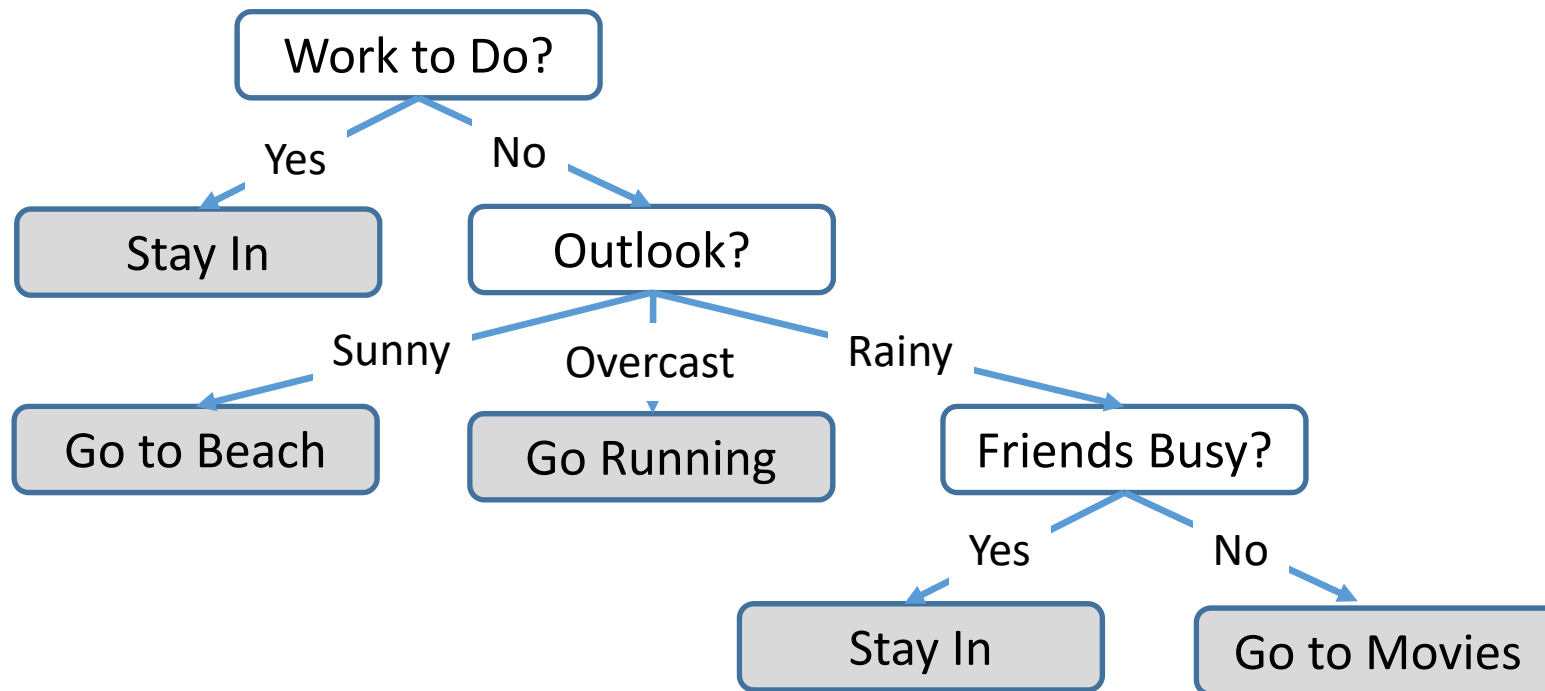 Work to Do?
Yes
No
Stay In
Outlook?
Sunny
Overcast
Rainy
Go to Beach
Go Running
Friends Busy?
Yes
No
Stay In
Go to Movies